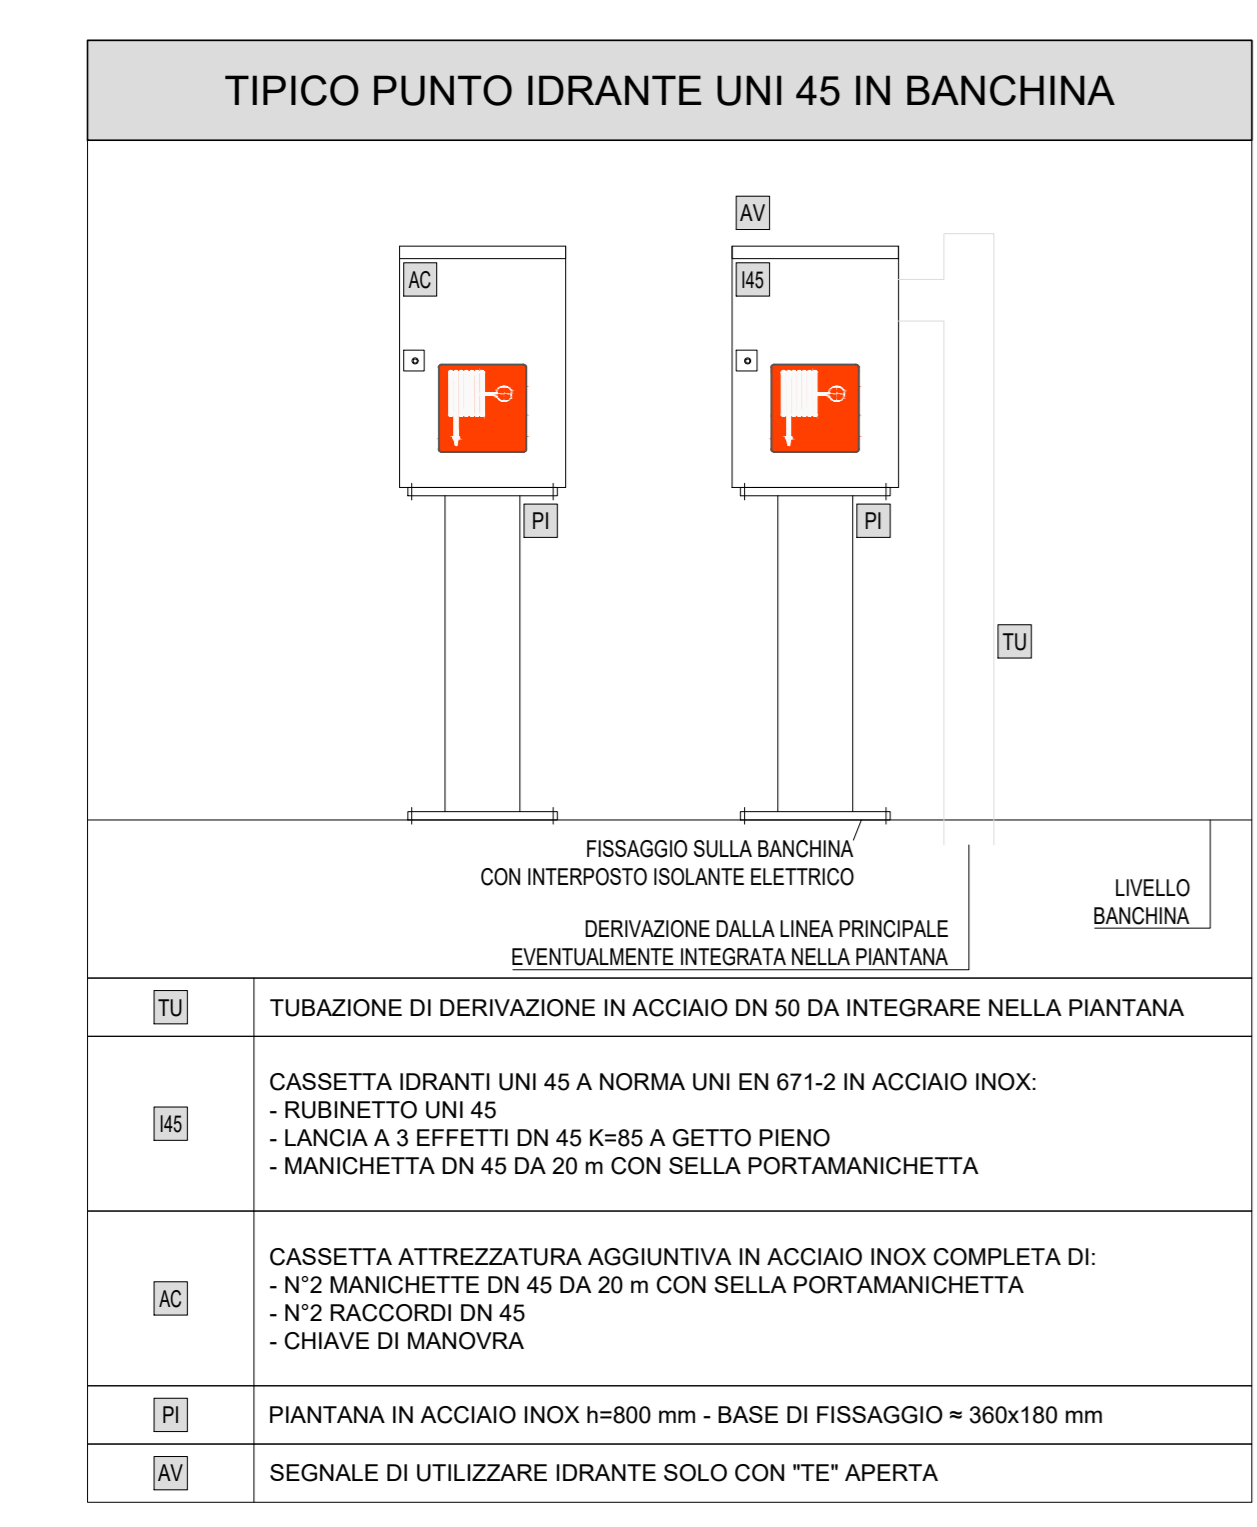 TIPICO PUNTO IDRANTE UNI 45 IN BANCHINA
AV
AC
I45
PI
PI
TU
FISSAGGIO SULLA BANCHINA
CON INTERPOSTO ISOLANTE ELETTRICO
LIVELLO
BANCHINA
DERIVAZIONE DALLA LINEA PRINCIPALE
EVENTUALMENTE INTEGRATA NELLA PIANTANA
TU
TUBAZIONE DI DERIVAZIONE IN ACCIAIO DN 50 DA INTEGRARE NELLA PIANTANA
I45
CASSETTA IDRANTI UNI 45 A NORMA UNI EN 671-2 IN ACCIAIO INOX:
- RUBINETTO UNI 45
- LANCIA A 3 EFFETTI DN 45 K=85 A GETTO PIENO
- MANICHETTA DN 45 DA 20 m CON SELLA PORTAMANICHETTA
AC
CASSETTA ATTREZZATURA AGGIUNTIVA IN ACCIAIO INOX COMPLETA DI:
- N°2 MANICHETTE DN 45 DA 20 m CON SELLA PORTAMANICHETTA
- N°2 RACCORDI DN 45
- CHIAVE DI MANOVRA
PI
PIANTANA IN ACCIAIO INOX h=800 mm - BASE DI FISSAGGIO ≈ 360x180 mm
AV
SEGNALE DI UTILIZZARE IDRANTE SOLO CON "TE" APERTA